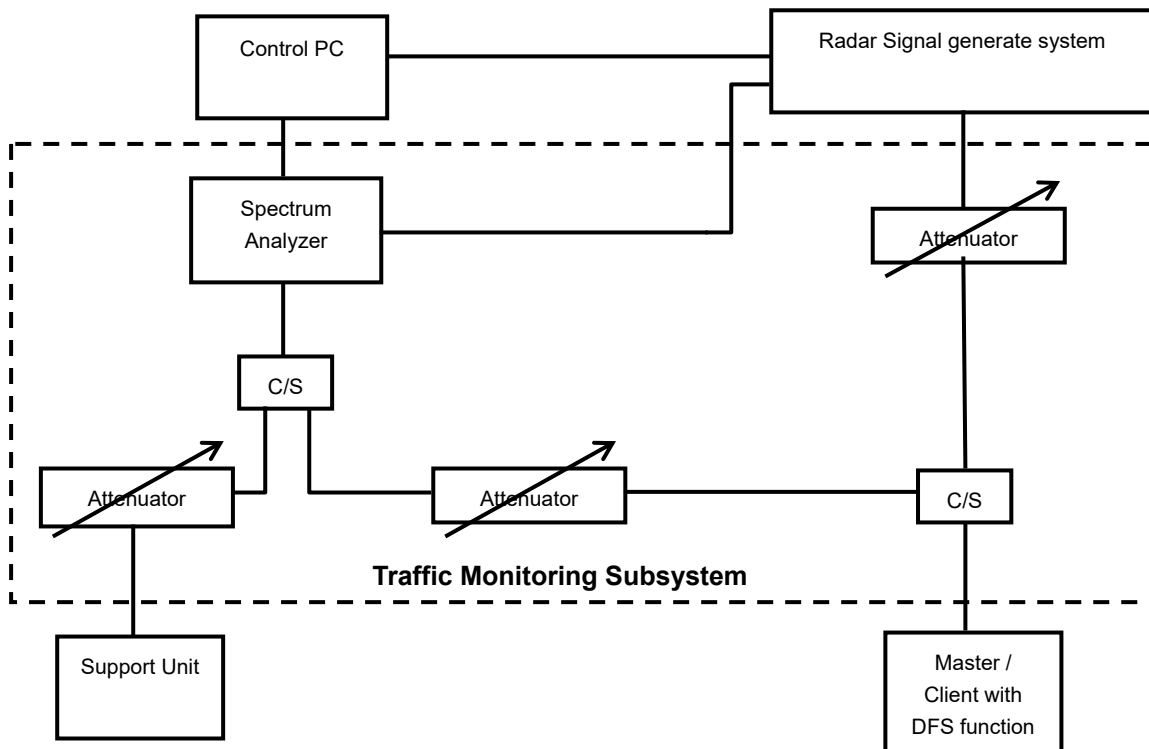 Control PC
Radar Signal generate system
Spectrum
Analyzer
Attenuator
C/S
Attenuator
Attenuator
C/S
Traffic Monitoring Subsystem
Support Unit
Master /
Client with
DFS function